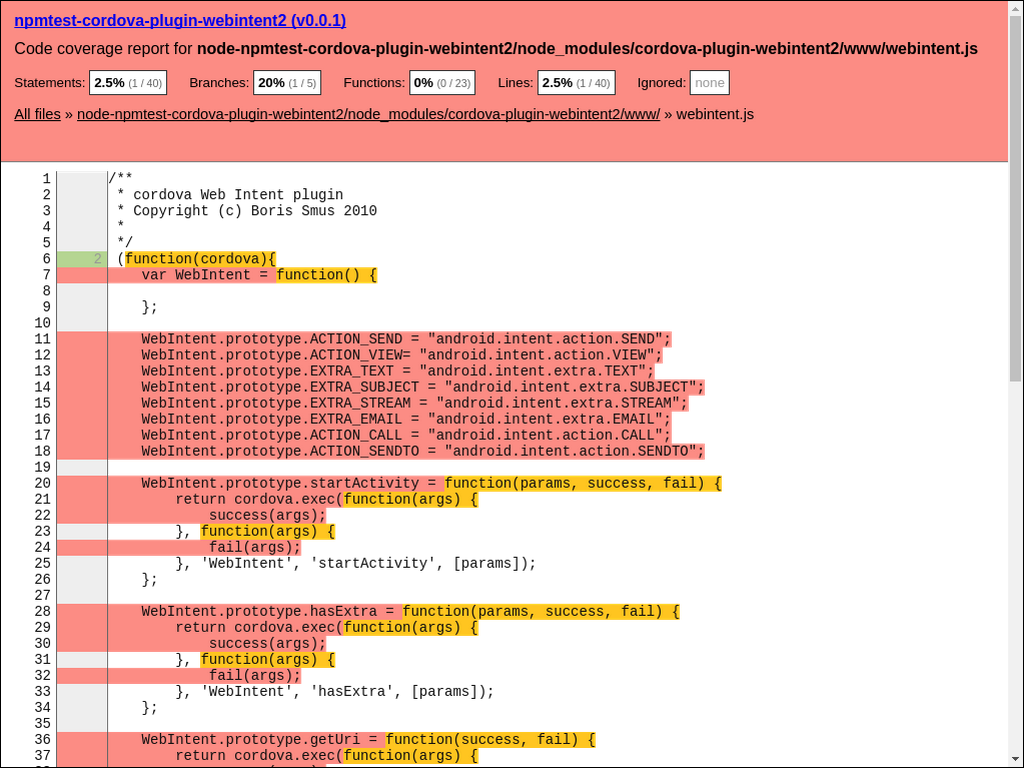 npmtest-cordova-plugin-webintent2 (v0.0.1)
Code coverage report for node-npmtest-cordova-plugin-webintent2/node_modules/cordova-plugin-webintent2/www/webintent.js
Statements: 2.5% (1 / 40) Branches: 20% (1 / 5) Functions: 0% (0 / 23) Lines: 2.5% (1 / 40) Ignored: none
All files » node-npmtest-cordova-plugin-webintent2/node_modules/cordova-plugin-webintent2/www/ » webintent.js
1 /**
2  * cordova Web Intent plugin
3  * Copyright (c) Boris Smus 2010
4  *
5  */
6 2 (function(cordova){
7     var WebIntent = function() {
8
9     };
10
11     WebIntent.prototype.ACTION_SEND = "android.intent.action.SEND";
12     WebIntent.prototype.ACTION_VIEW= "android.intent.action.VIEW";
13     WebIntent.prototype.EXTRA_TEXT = "android.intent.extra.TEXT";
14     WebIntent.prototype.EXTRA_SUBJECT = "android.intent.extra.SUBJECT";
15     WebIntent.prototype.EXTRA_STREAM = "android.intent.extra.STREAM";
16     WebIntent.prototype.EXTRA_EMAIL = "android.intent.extra.EMAIL";
17     WebIntent.prototype.ACTION_CALL = "android.intent.action.CALL";
18     WebIntent.prototype.ACTION_SENDTO = "android.intent.action.SENDTO";
19
20     WebIntent.prototype.startActivity = function(params, success, fail) {
21         return cordova.exec(function(args) {
22             success(args);
23         }, function(args) {
24             fail(args);
25         }, 'WebIntent', 'startActivity', [params]);
26     };
27
28     WebIntent.prototype.hasExtra = function(params, success, fail) {
29         return cordova.exec(function(args) {
30             success(args);
31         }, function(args) {
32             fail(args);
33         }, 'WebIntent', 'hasExtra', [params]);
34     };
35
36     WebIntent.prototype.getUri = function(success, fail) {
37         return cordova.exec(function(args) {